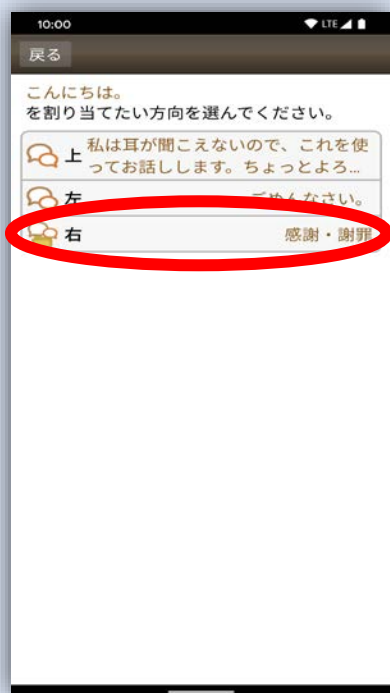 10:00
LTE
戻る
こんにちは。
を割り当てたい方向を選んでください。
上
私は耳が聞こえないので、これを使
ってお話しします。ちょっとよろ...
左
ごめんなさい。
右
感謝・謝罪